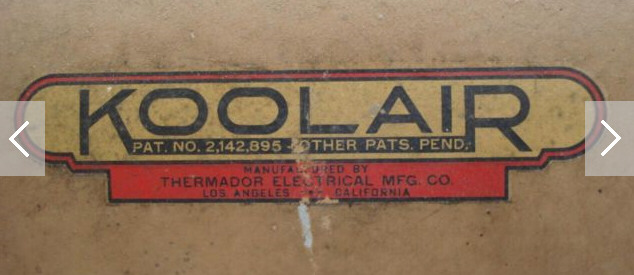 KOOLAIR
PAT. NO. 2,142,895 - OTHER PATS. PEND.
MANUFACTURED BY
THERMADOR ELECTRICAL MFG. CO.
LOS ANGELES CALIFORNIA